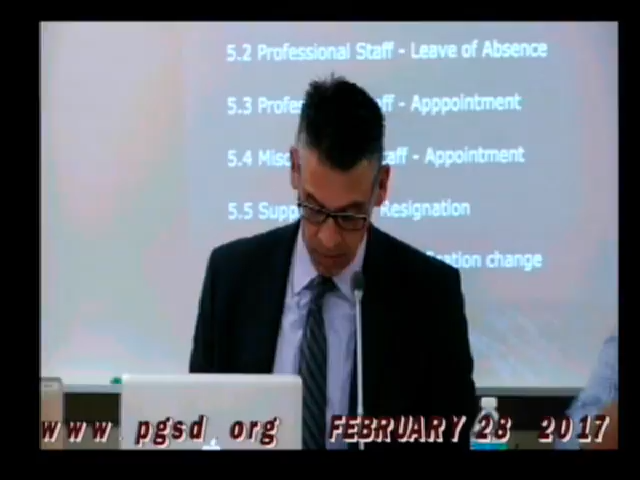 5.2 Professional Staff - Leave of Absence
5.3 Profe ff - Apppointment
5.4 Misc taff - Appointment
5.5 Supp Resignation
cation change
www pgsd org FEBRUARY 28 2017